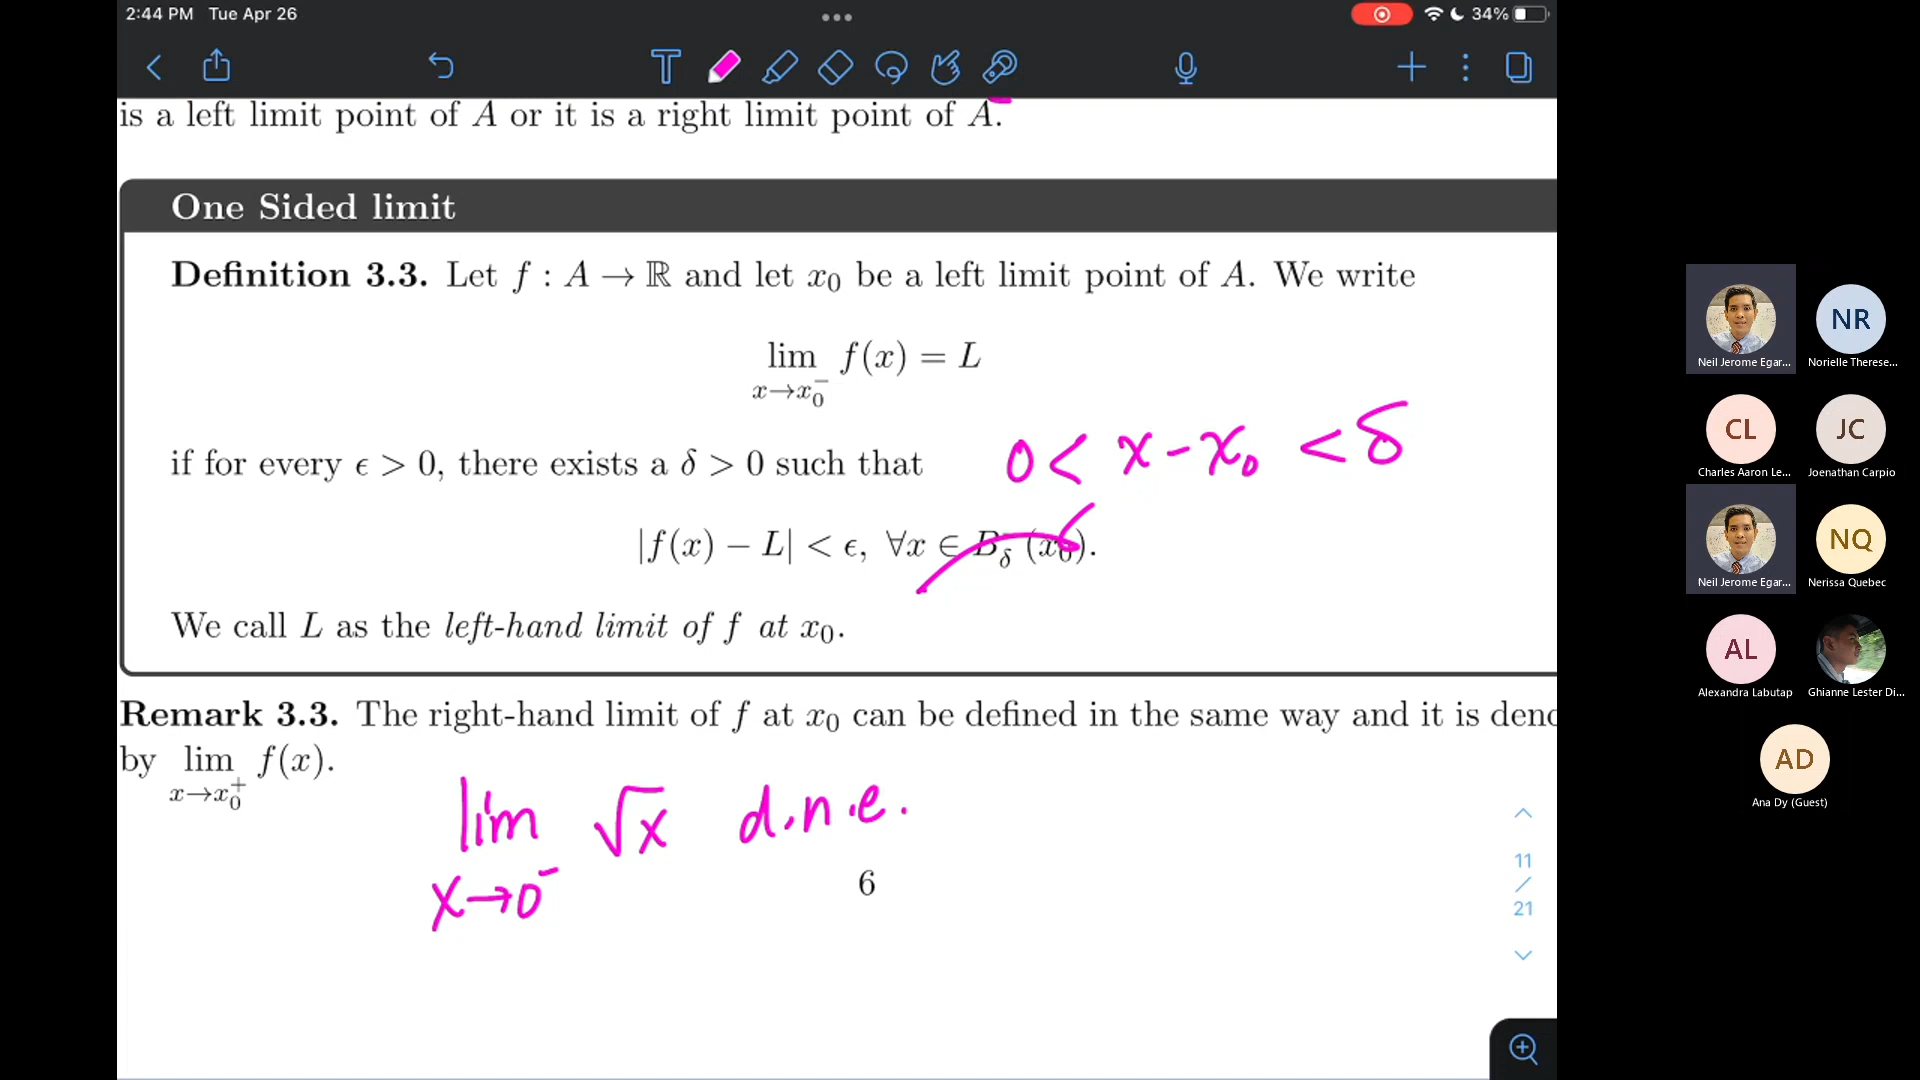 2:44 PM Tue Apr 26
34%
is a left limit point of A or it is a right limit point of A.
One Sided limit
Definition 3.3. Let f : A → ℝ and let x₀ be a left limit point of A. We write
lim f(x) = L
x→x₀⁻
if for every ϵ > 0, there exists a δ > 0 such that
0 < x - x₀ < δ
|f(x) − L| < ϵ, ∀x ∈ B_δ⁻(x₀).
We call L as the left-hand limit of f at x₀.
Remark 3.3. The right-hand limit of f at x₀ can be defined in the same way and it is deno
by lim f(x).
x→x₀⁺
lim √x d.n.e.
x→0⁻
6
11
/
21
Neil Jerome Egar...
NR
Norielle Therese...
CL
Charles Aaron Le...
JC
Joenathan Carpio
Neil Jerome Egar...
NQ
Nerissa Quebec
AL
Alexandra Labutap
Ghianne Lester Di...
AD
Ana Dy (Guest)